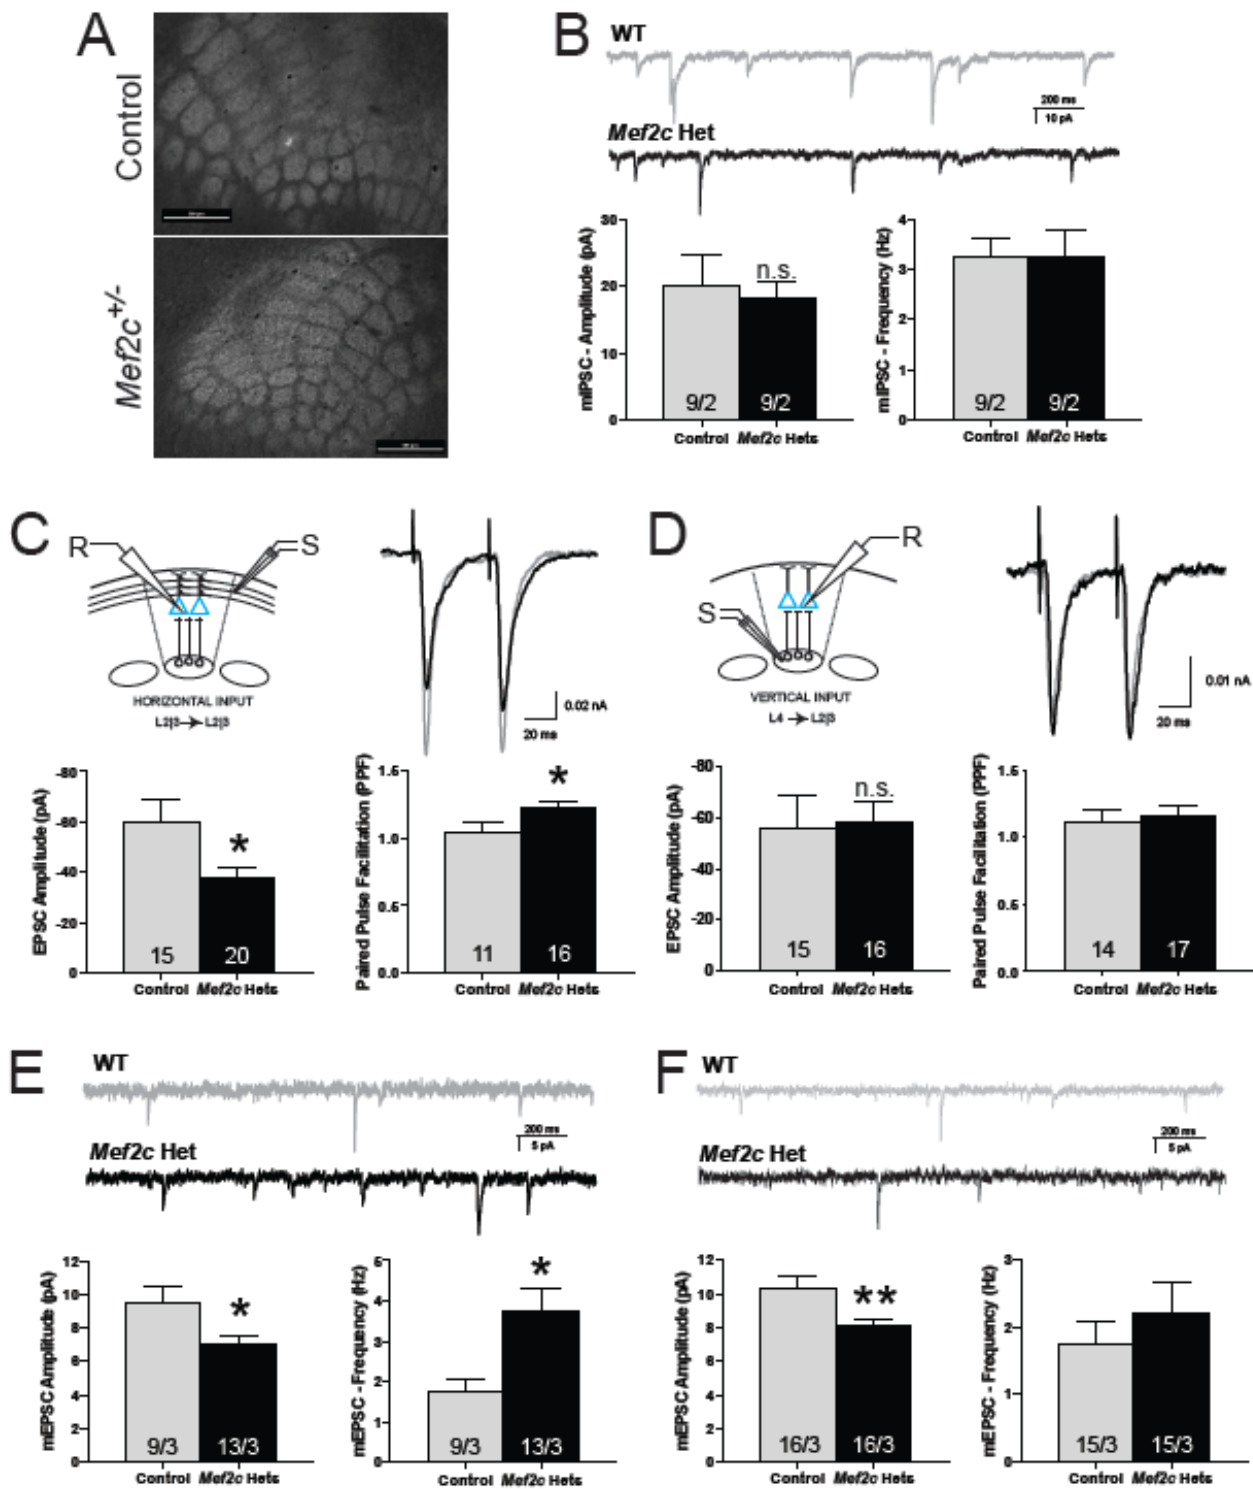 A
Control
Mef2c+/-
B
WT
200 ms
10 pA
Mef2c Het
mIPSC - Amplitude (pA)
30
20
10
0
n.s.
9/2
9/2
Control Mef2c Hets
mIPSC - Frequency (Hz)
4
3
2
1
0
9/2
9/2
Control Mef2c Hets
C
R
S
HORIZONTAL INPUT
L2|3 → L2|3
0.02 nA
20 ms
EPSC Amplitude (pA)
-80
-60
-40
-20
0
*
15
20
Control Mef2c Hets
Paired Pulse Facilitation (PPF)
1.5
1.0
0.5
0.0
*
11
16
Control Mef2c Hets
D
R
S
VERTICAL INPUT
L4 → L2|3
0.01 nA
20 ms
EPSC Amplitude (pA)
-80
-60
-40
-20
0
n.s.
15
16
Control Mef2c Hets
Paired Pulse Facilitation (PPF)
1.5
1.0
0.5
0.0
14
17
Control Mef2c Hets
E
WT
200 ms
5 pA
Mef2c Het
mEPSC Amplitude (pA)
12
10
8
6
4
2
0
*
9/3
13/3
Control Mef2c Hets
mEPSC - Frequency (Hz)
5
4
3
2
1
0
*
9/3
13/3
Control Mef2c Hets
F
WT
200 ms
5 pA
Mef2c Het
mEPSC Amplitude (pA)
12
10
8
6
4
2
0
**
16/3
16/3
Control Mef2c Hets
mEPSC - Frequency (Hz)
3
2
1
0
15/3
15/3
Control Mef2c Hets